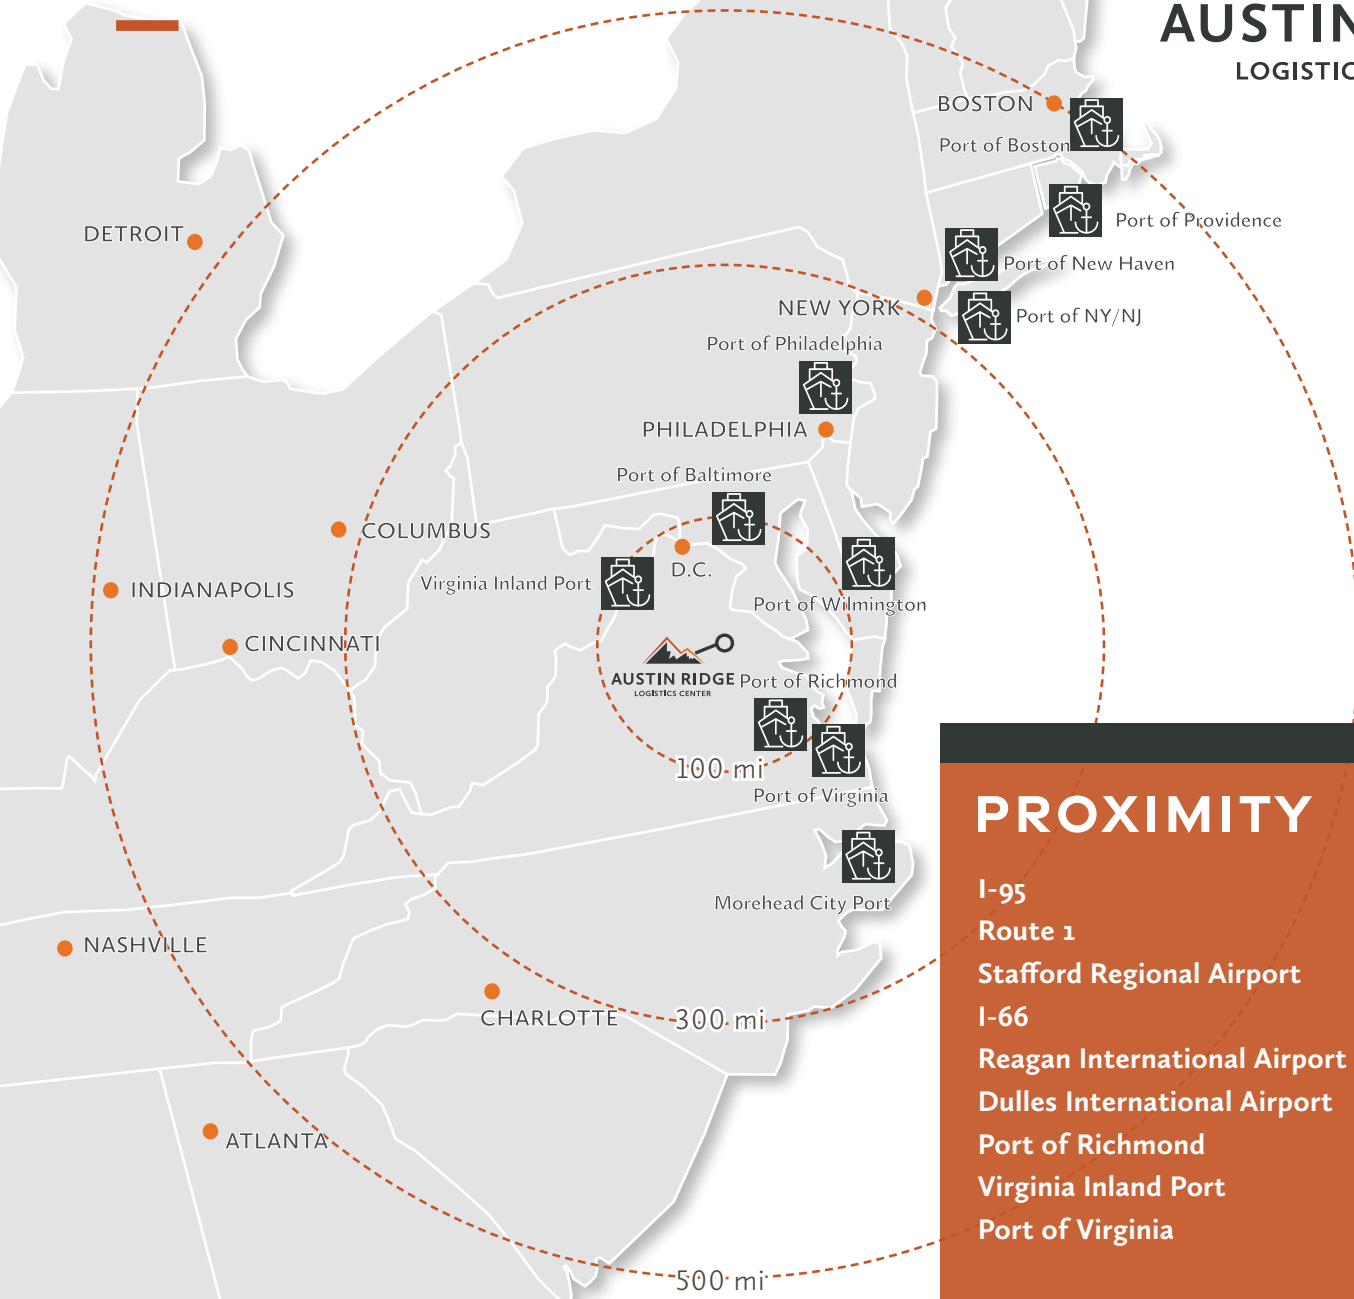 AUSTIN
LOGISTIC
BOSTON
Port of Boston
Port of Providence
DETROIT
Port of New Haven
NEW YORK
Port of NY/NJ
Port of Philadelphia
PHILADELPHIA
Port of Baltimore
COLUMBUS
D.C.
Virginia Inland Port
INDIANAPOLIS
Port of Wilmington
CINCINNATI
AUSTIN RIDGE
LOGISTICS CENTER
Port of Richmond
100 mi
Port of Virginia
Morehead City Port
NASHVILLE
CHARLOTTE
300 mi
ATLANTA
500 mi
PROXIMITY
I-95
Route 1
Stafford Regional Airport
I-66
Reagan International Airport
Dulles International Airport
Port of Richmond
Virginia Inland Port
Port of Virginia